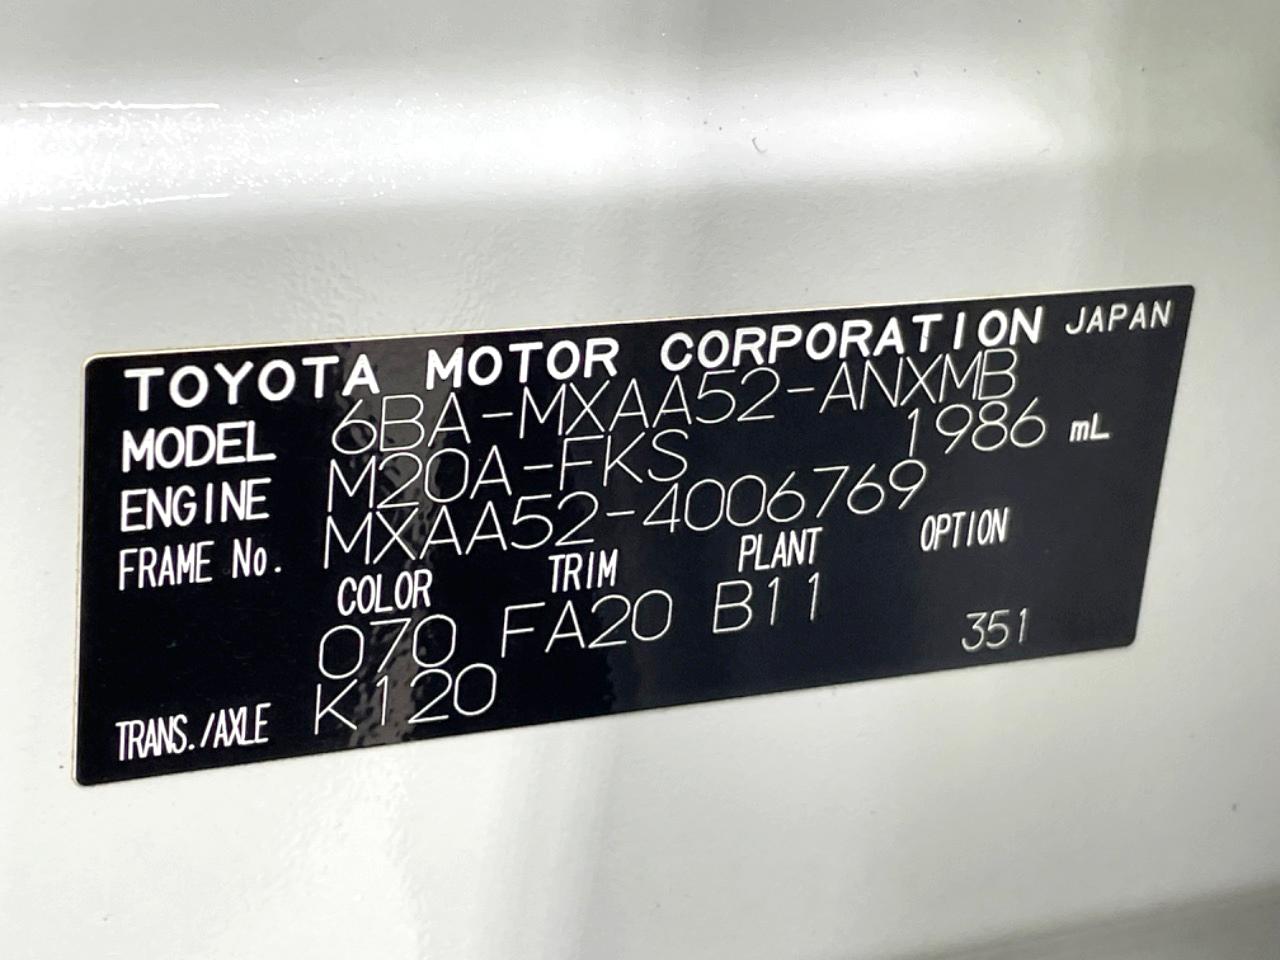 TOYOTA MOTOR CORPORATION JAPAN
MODEL 6BA-MXAA52-ANXMB
ENGINE M20A-FKS 1986 mL
FRAME No. MXAA52-4006769
COLOR TRIM PLANT OPTION
070 FA20 B11
TRANS./AXLE K120 351